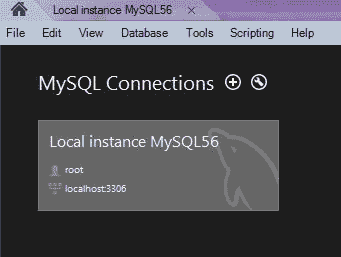 Local instance MySQL56
File Edit View Database Tools Scripting Help
MySQL Connections
Local instance MySQL56
root
localhost:3306